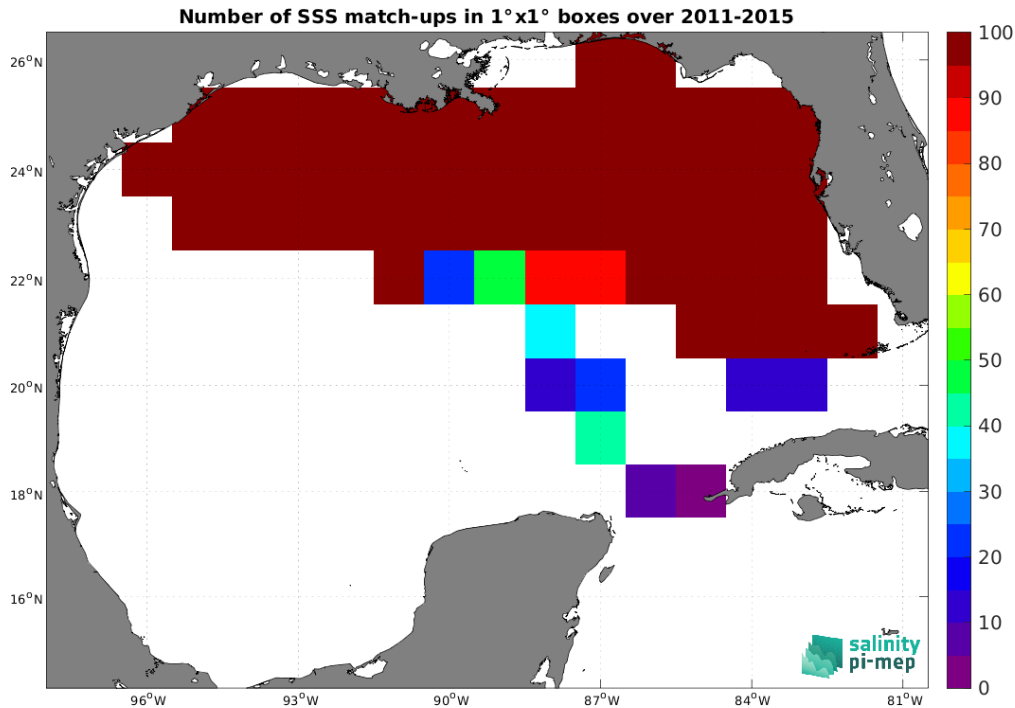 Number of SSS match-ups in 1°x1° boxes over 2011-2015
26°N
24°N
22°N
20°N
18°N
16°N
96°W
93°W
90°W
87°W
84°W
81°W
100
90
80
70
60
50
40
30
20
10
0
salinity
pi-mep